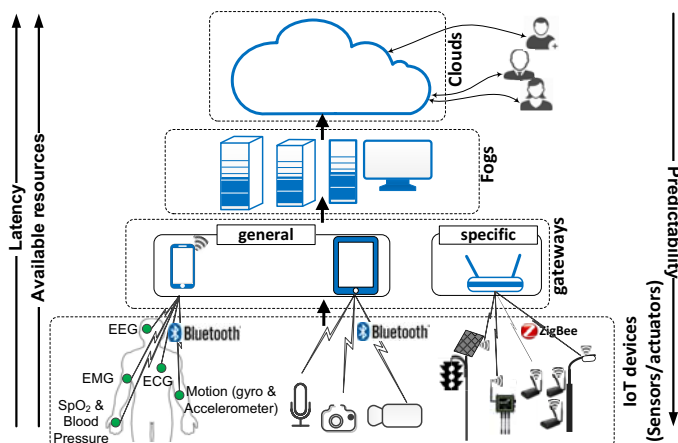 Latency
Available resources
Clouds
Fogs
general
specific
gateways
Predictability
EEG
Bluetooth
Bluetooth
ZigBee
EMG
ECG
Motion (gyro &
Accelerometer)
SpO₂ &
Blood
Pressure
IoT devices
(Sensors/actuators)